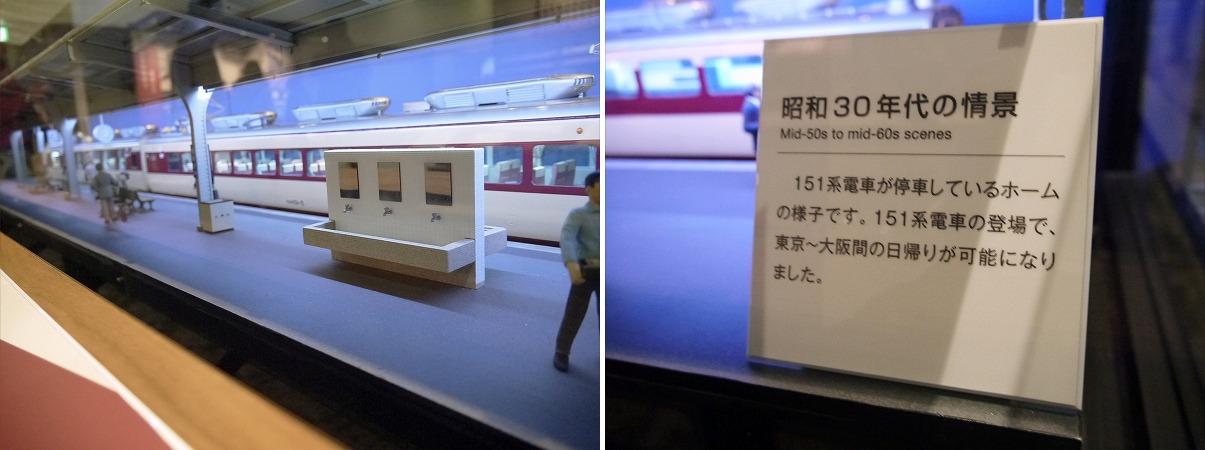 昭和30年代の情景
Mid-50s to mid-60s scenes
151系電車が停車しているホーム
の様子です。151系電車の登場で、
東京~大阪間の日帰りが可能になり
ました。